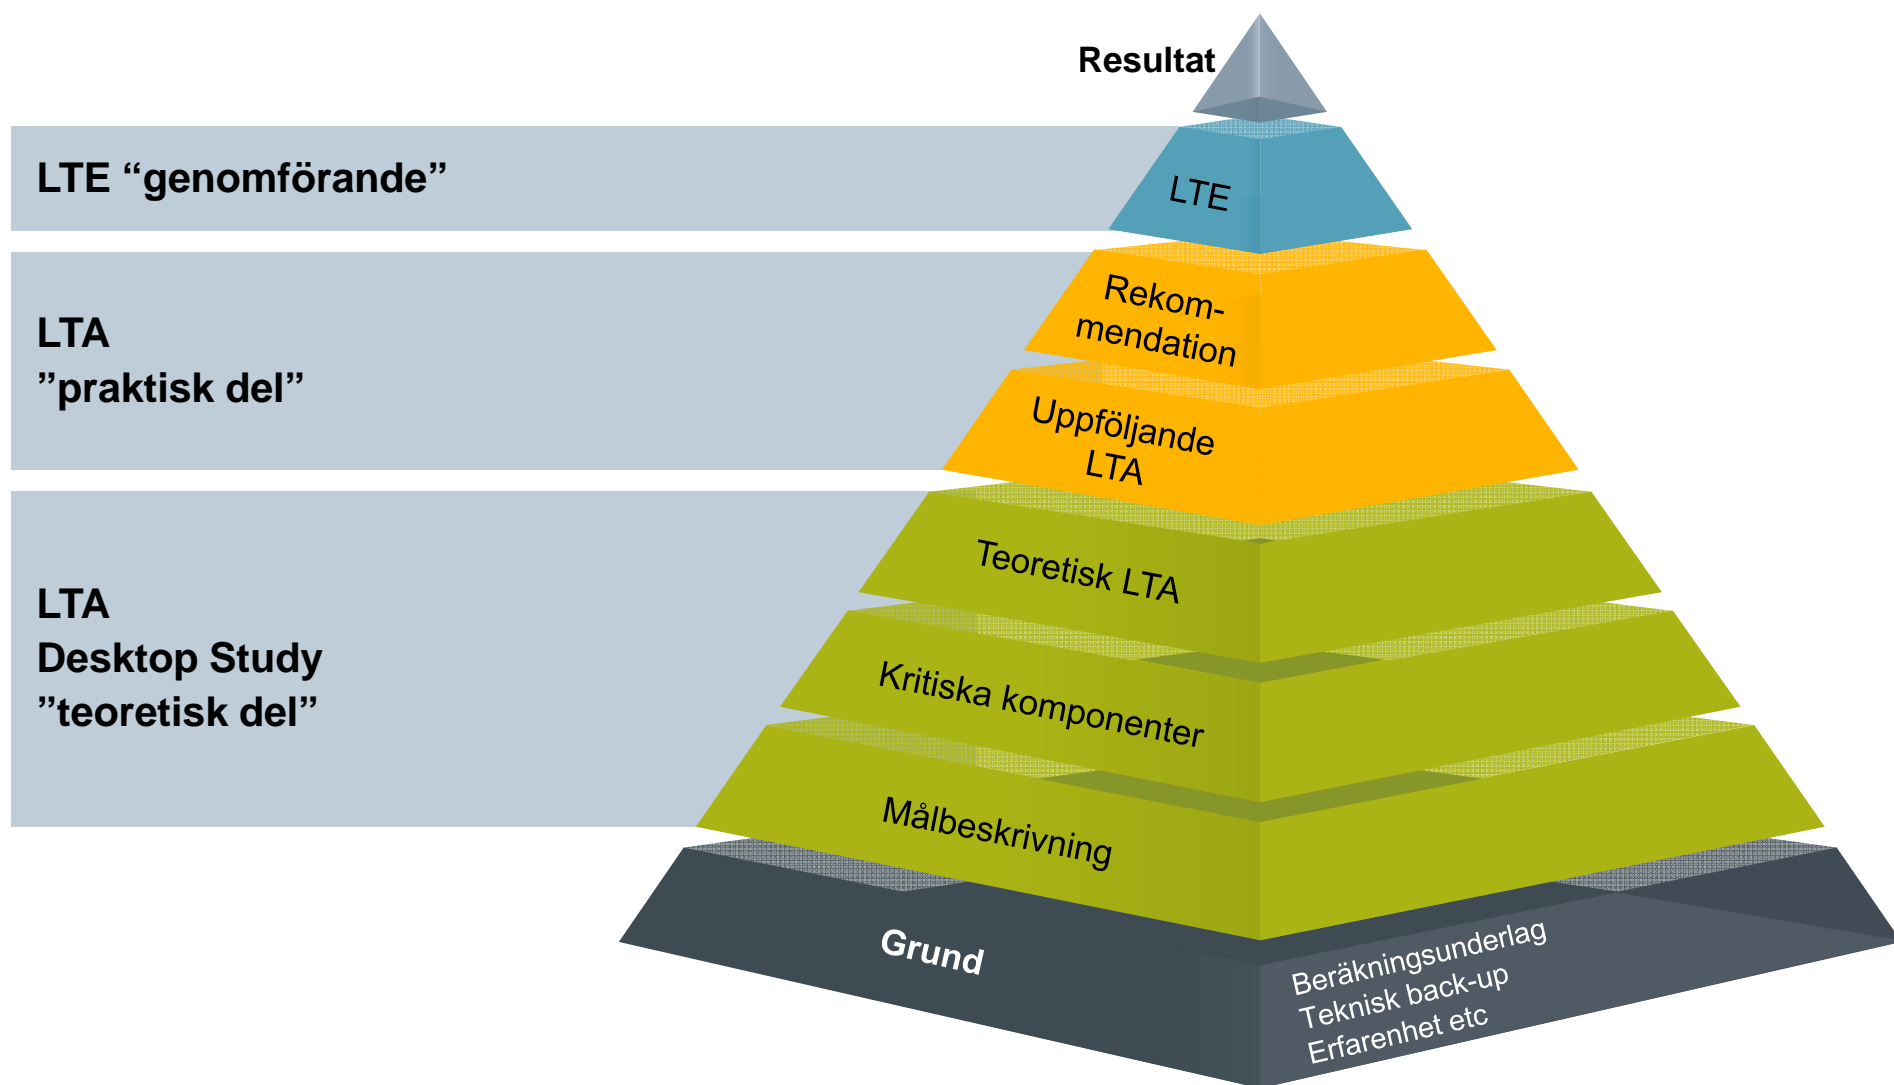 Resultat
LTE “genomförande”
LTE
LTA
”praktisk del”
Rekom-
mendation
Uppföljande
LTA
LTA
Desktop Study
”teoretisk del”
Teoretisk LTA
Kritiska komponenter
Målbeskrivning
Grund
Beräkningsunderlag
Teknisk back-up
Erfarenhet etc